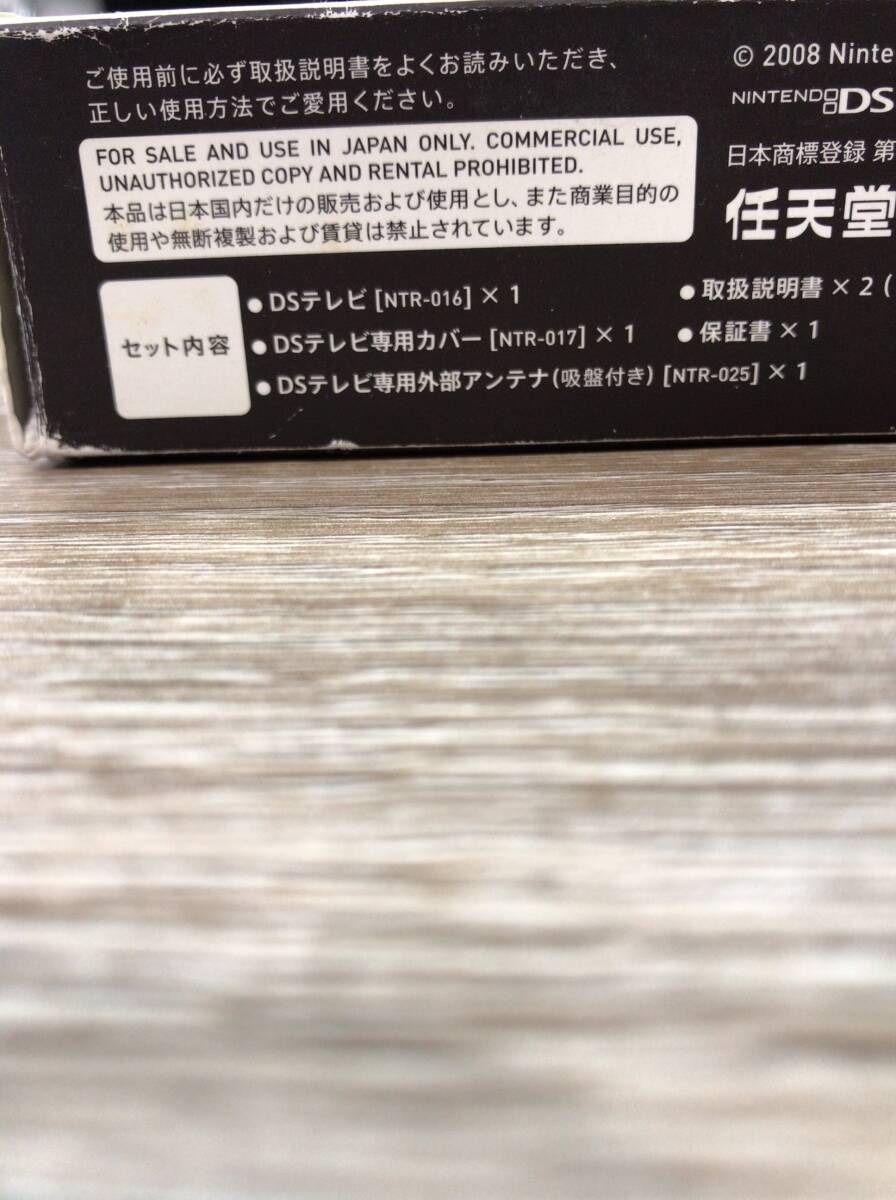 ご使用前に必ず取扱説明書をよくお読みいただき、
正しい使用方法でご愛用ください。
FOR SALE AND USE IN JAPAN ONLY. COMMERCIAL USE,
UNAUTHORIZED COPY AND RENTAL PROHIBITED.
本品は日本国内だけの販売および使用とし、また商業目的の
使用や無断複製および賃貸は禁止されています。
セット内容
●DSテレビ [NTR-016] × 1
●DSテレビ専用カバー [NTR-017] × 1
●DSテレビ専用外部アンテナ(吸盤付き) [NTR-025] × 1
●取扱説明書 × 2 (
●保証書 × 1
© 2008 Ninte
NINTENDO DS
日本商標登録 第
任天堂